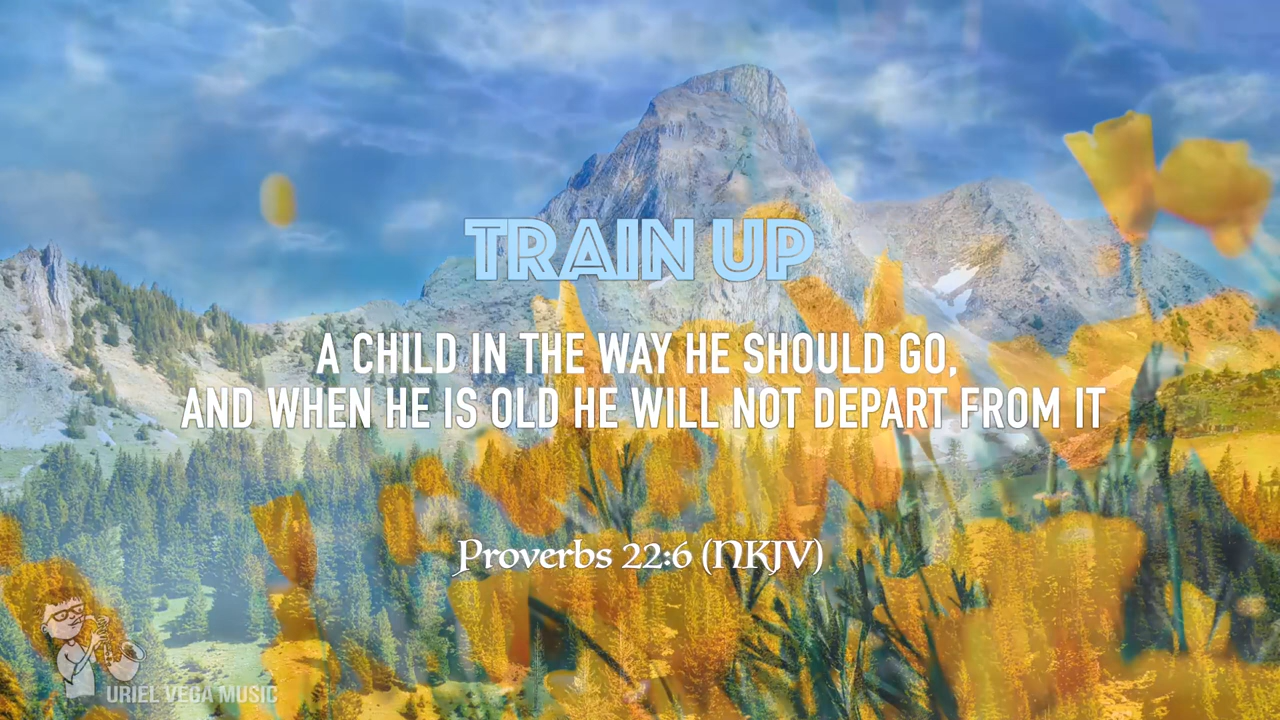 TRAIN UP
A CHILD IN THE WAY HE SHOULD GO,
AND WHEN HE IS OLD HE WILL NOT DEPART FROM IT
Proverbs 22:6 (NKJV)
URIEL VEGA MUSIC